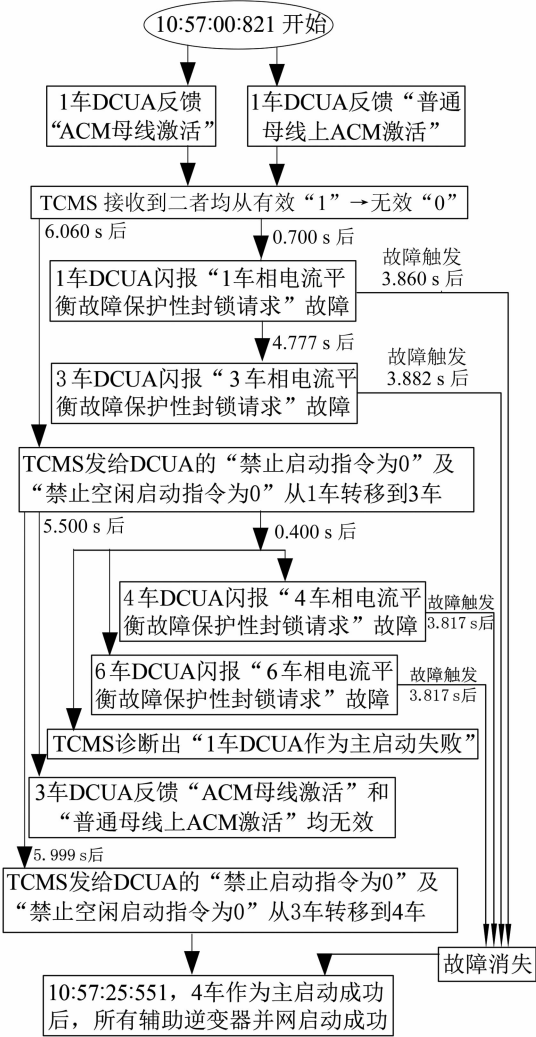 10:57:00:821 开始
1车DCUA反馈
“ACM母线激活”
1车DCUA反馈“普通
母线上ACM激活”
TCMS 接收到二者均从有效“1”→无效“0”
6.060 s 后
0.700 s 后
1车DCUA闪报“1车相电流平
衡故障保护性封锁请求”故障
故障触发
3.860 s 后
4.777 s 后
3车DCUA闪报“3车相电流平
衡故障保护性封锁请求”故障
故障触发
3.882 s 后
TCMS发给DCUA的“禁止启动指令为0”及
“禁止空闲启动指令为0”从1车转移到3车
5.500 s 后
0.400 s 后
4车DCUA闪报“4车相电流平
衡故障保护性封锁请求”故障
故障触发
3.817 s后
6车DCUA闪报“6车相电流平
衡故障保护性封锁请求”故障
故障触发
3.817 s后
TCMS诊断出“1车DCUA作为主启动失败”
3车DCUA反馈“ACM母线激活”和
“普通母线上ACM激活”均无效
5.999 s后
TCMS发给DCUA的“禁止启动指令为0”及
“禁止空闲启动指令为0”从3车转移到4车
故障消失
10:57:25:551，4车作为主启动成功
后，所有辅助逆变器并网启动成功